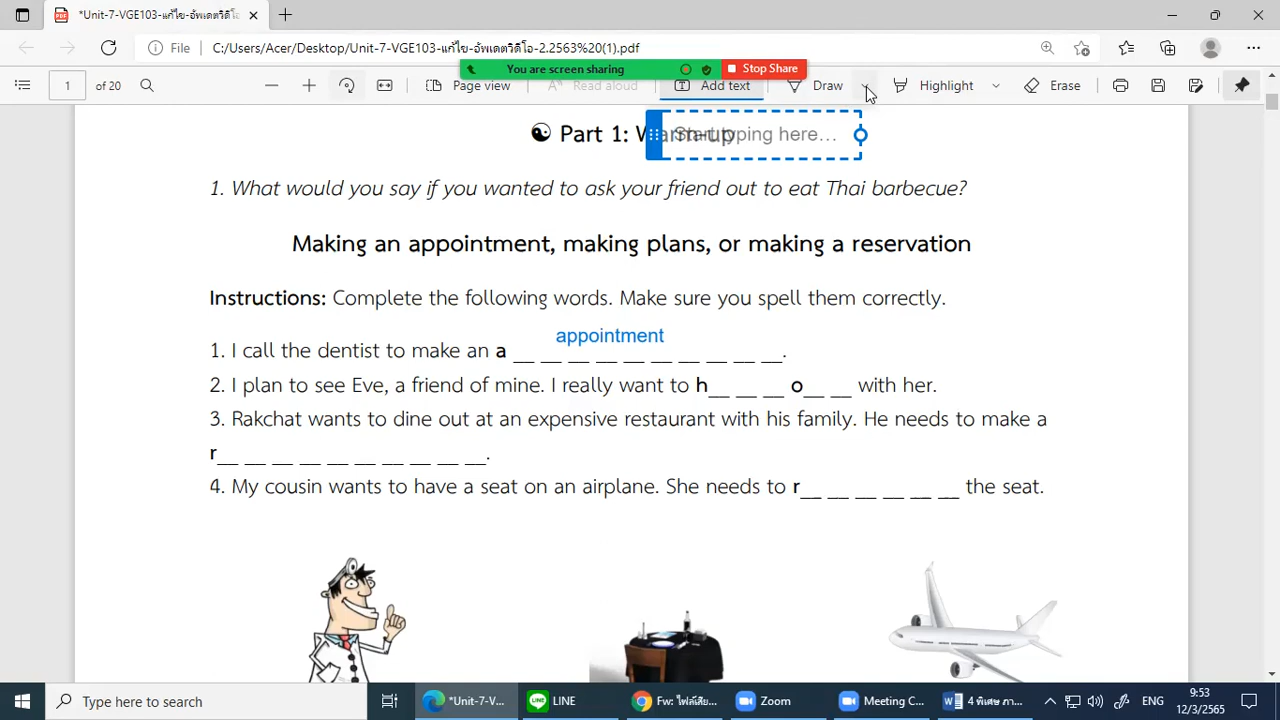 *Unit-7-VGE103-แก้ไข-อัพเดตวิดีโ
File
C:/Users/Acer/Desktop/Unit-7-VGE103-แก้ไข-อัพเดตวิดีโอ-2.2563%20(1).pdf
You are screen sharing
Stop Share
1
of 20
Page view
Read aloud
Add text
Draw
Highlight
Erase
Part 1: Warm-up
Start typing here...
1. What would you say if you wanted to ask your friend out to eat Thai barbecue?
Making an appointment, making plans, or making a reservation
Instructions: Complete the following words. Make sure you spell them correctly.
appointment
1. I call the dentist to make an a __ __ __ __ __ __ __ __ __ __.
2. I plan to see Eve, a friend of mine. I really want to h__ __ __ o__ __ with her.
3. Rakchat wants to dine out at an expensive restaurant with his family. He needs to make a
r__ __ __ __ __ __ __ __ __ __.
4. My cousin wants to have a seat on an airplane. She needs to r__ __ __ __ __ __ the seat.
Type here to search
*Unit-7-V...
LINE
Fw: ไฟล์เสีย...
Zoom
Meeting C...
4 พิเศษ ภา...
ENG
9:53
12/3/2565